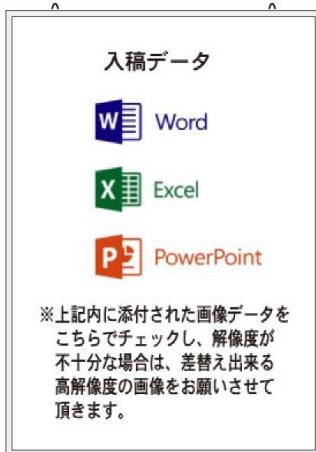 入稿データ
W Word
X Excel
P PowerPoint
※上記内に添付された画像データを
こちらでチェックし、解像度が
不十分な場合は、差替え出来る
高解像度の画像をお願いさせて
頂きます。